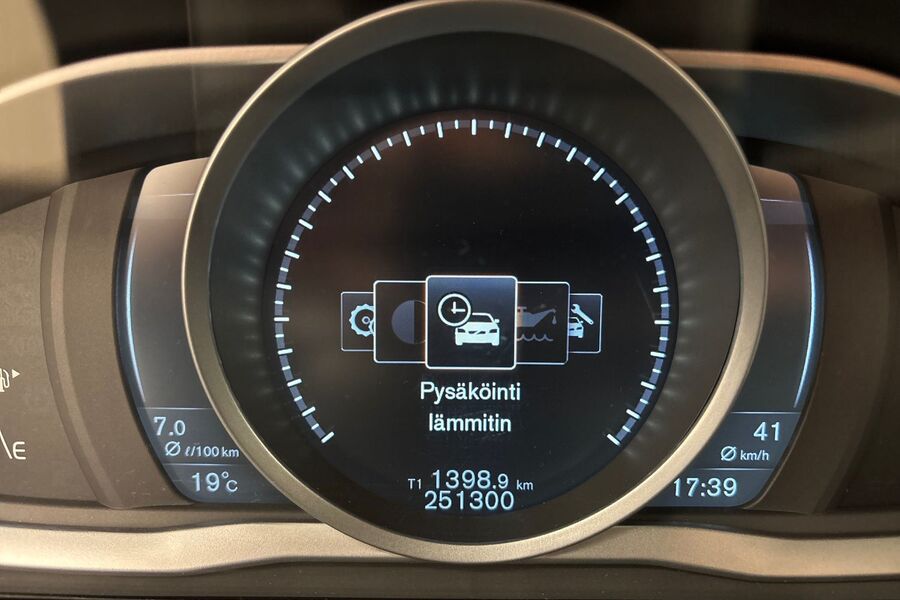 Pysäköinti
lämmitin
7.0
Ø ℓ/100 km
19°C
T1 1398.9 km
251300
41
Ø km/h
17:39
E